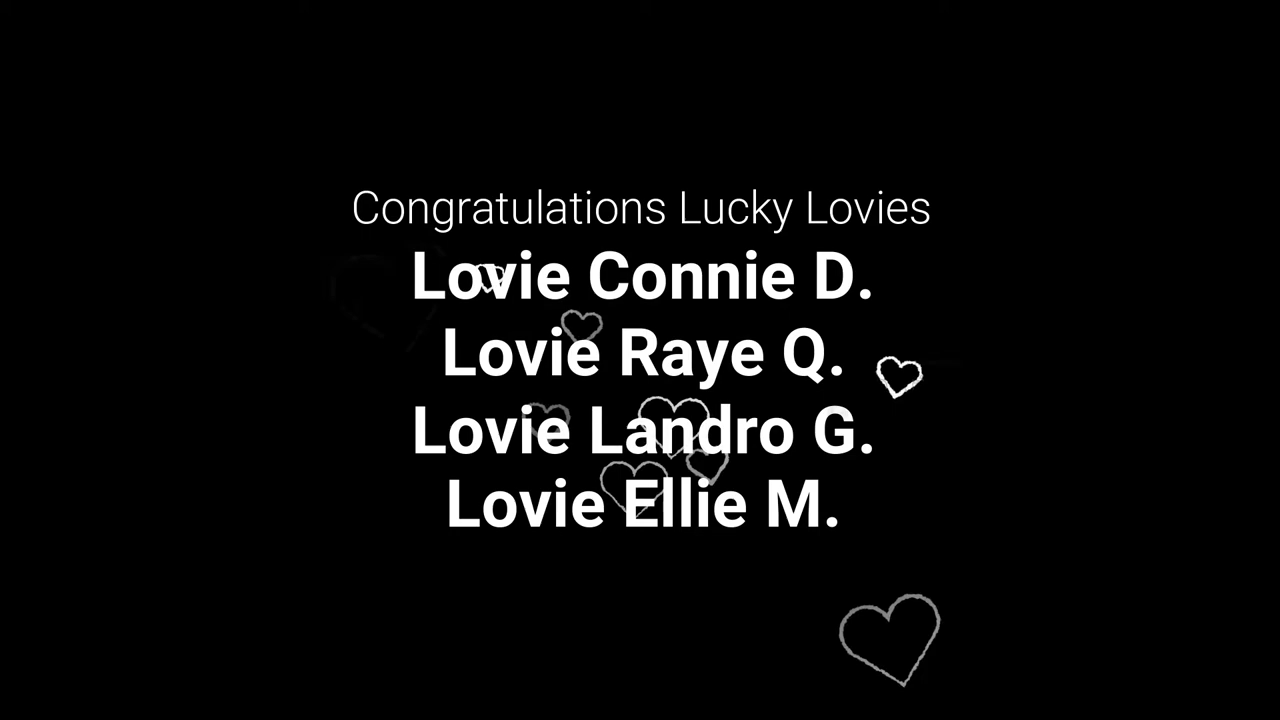 Congratulations Lucky Lovies
Lovie Connie D.
Lovie Raye Q.
Lovie Landro G.
Lovie Ellie M.